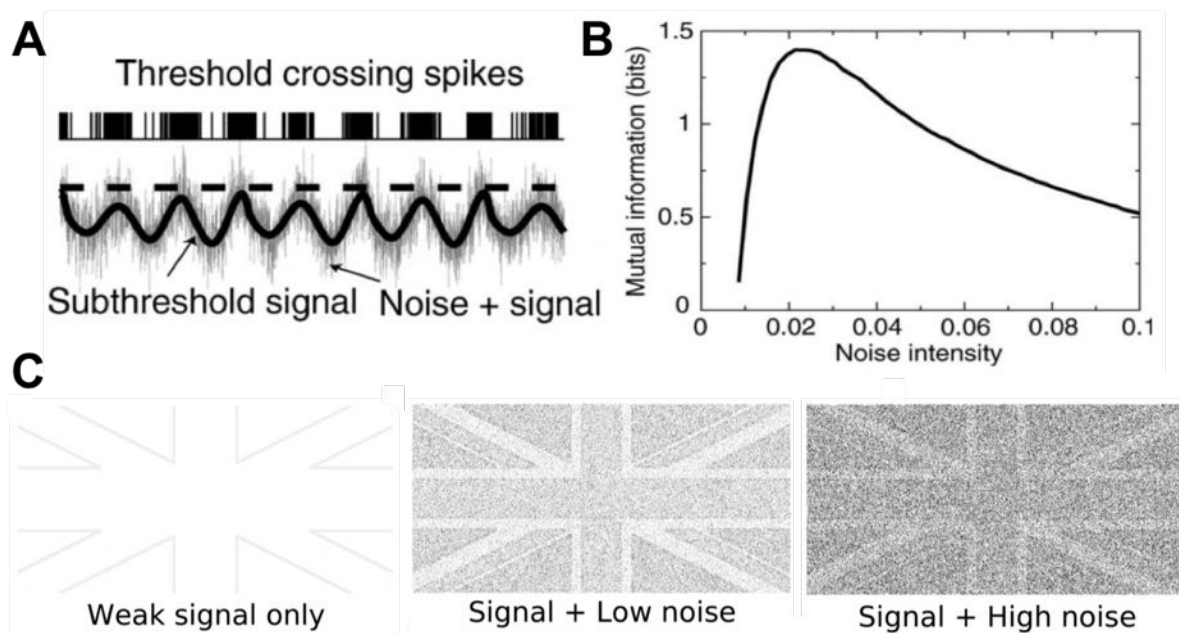 A
Threshold crossing spikes
Subthreshold signal
Noise + signal
B
Mutual information (bits)
1.5
1
0.5
0
0
0.02
0.04
0.06
0.08
0.1
Noise intensity
C
Weak signal only
Signal + Low noise
Signal + High noise